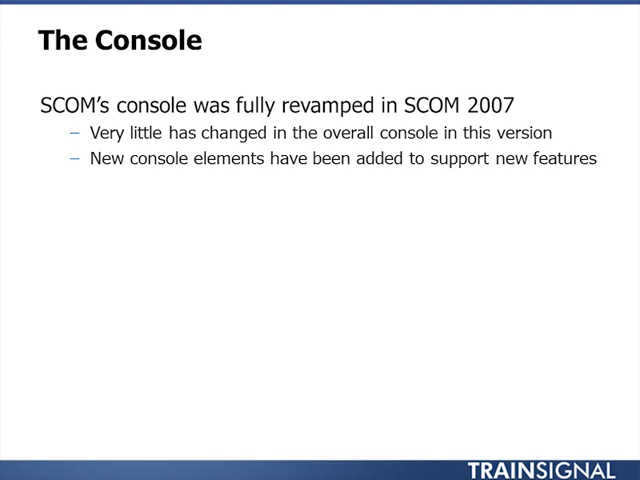 The Console
SCOM's console was fully revamped in SCOM 2007
– Very little has changed in the overall console in this version
– New console elements have been added to support new features
TRAINSIGNAL